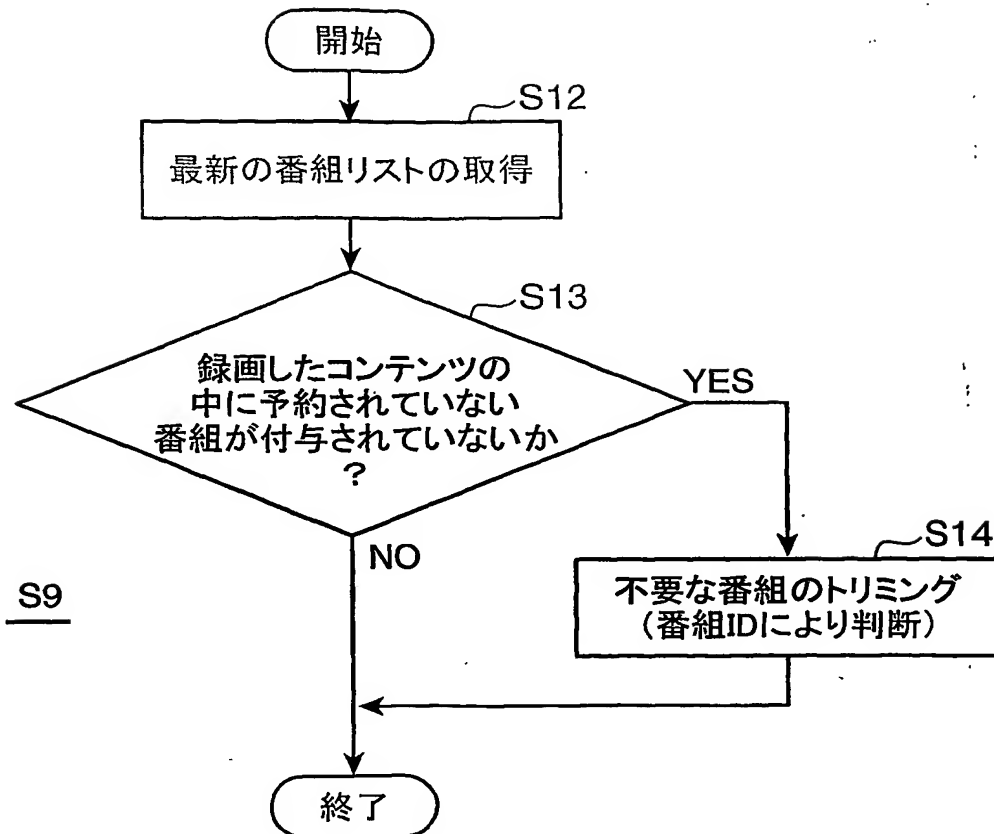 開始
S12
最新の番組リストの取得
S13
録画したコンテンツの
中に予約されていない
番組が付与されていないか
?
YES
NO
S14
不要な番組のトリミング
(番組IDにより判断)
S9
終了